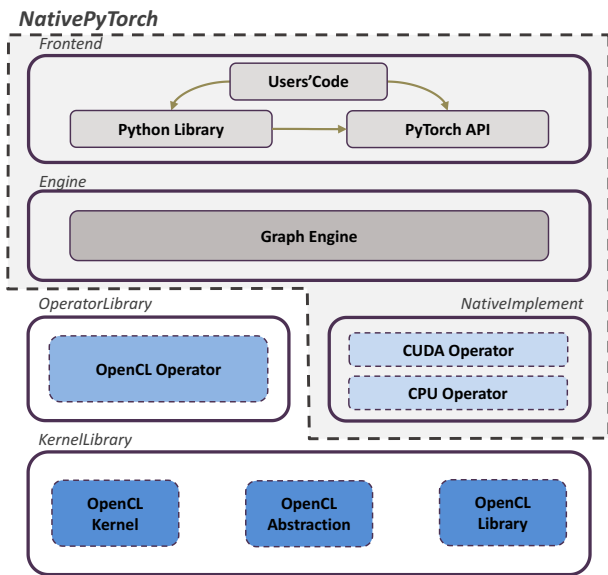 NativePyTorch
Frontend
Users'Code
Python Library
PyTorch API
Engine
Graph Engine
OperatorLibrary
NativeImplement
OpenCL Operator
CUDA Operator
CPU Operator
KernelLibrary
OpenCL
Kernel
OpenCL
Abstraction
OpenCL
Library